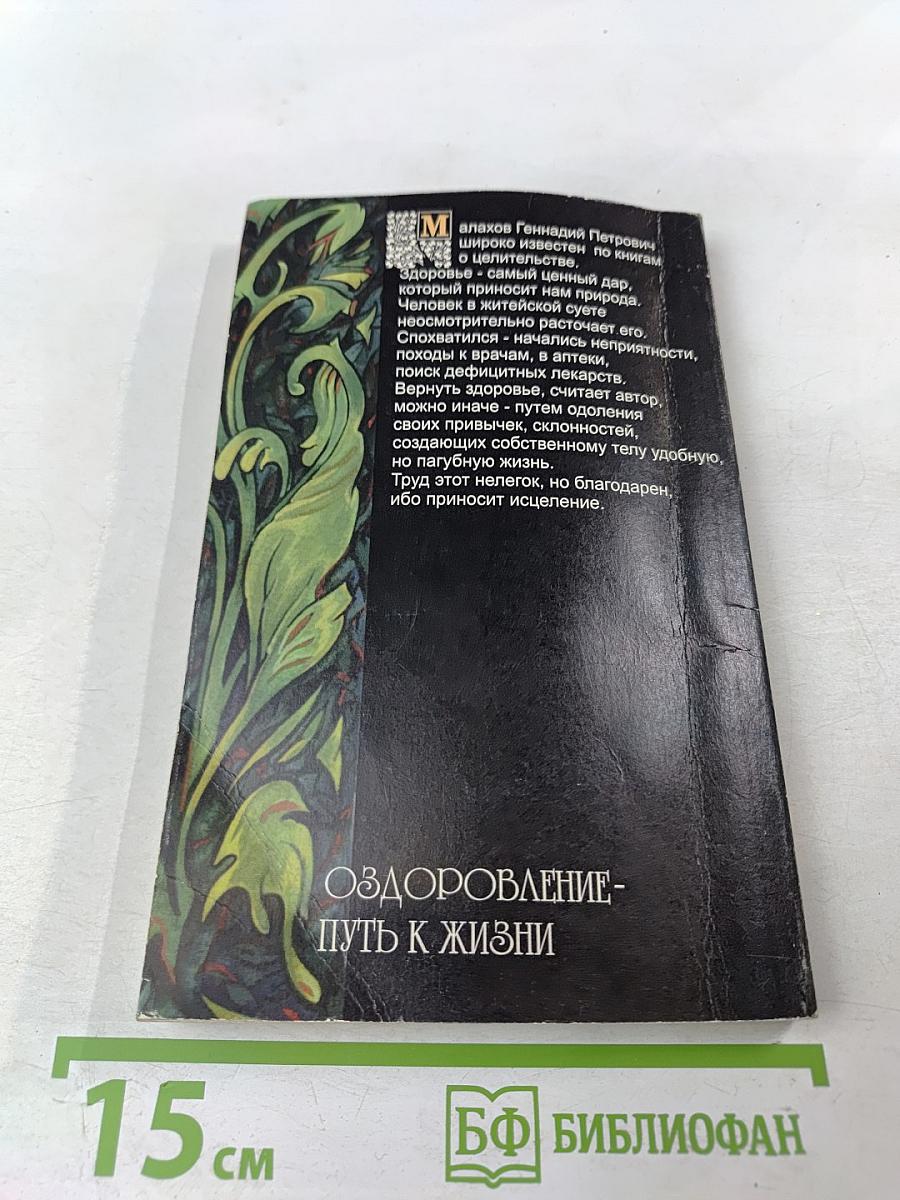 Малахов Геннадий Петрович
широко известен по книгам
о целительстве.
Здоровье - самый ценный дар,
который приносит нам природа.
Человек в житейской суете
неосмотрительно расточает его.
Спохватился - начались неприятности,
походы к врачам, в аптеки,
поиск дефицитных лекарств.
Вернуть здоровье, считает автор,
можно иначе - путем одоления
своих привычек, склонностей,
создающих собственному телу удобную,
но пагубную жизнь.
Труд этот нелегок, но благодарен,
ибо приносит исцеление.
ОЗДОРОВЛЕНИЕ-
ПУТЬ К ЖИЗНИ
15 см
БФ БИБЛИОФАН